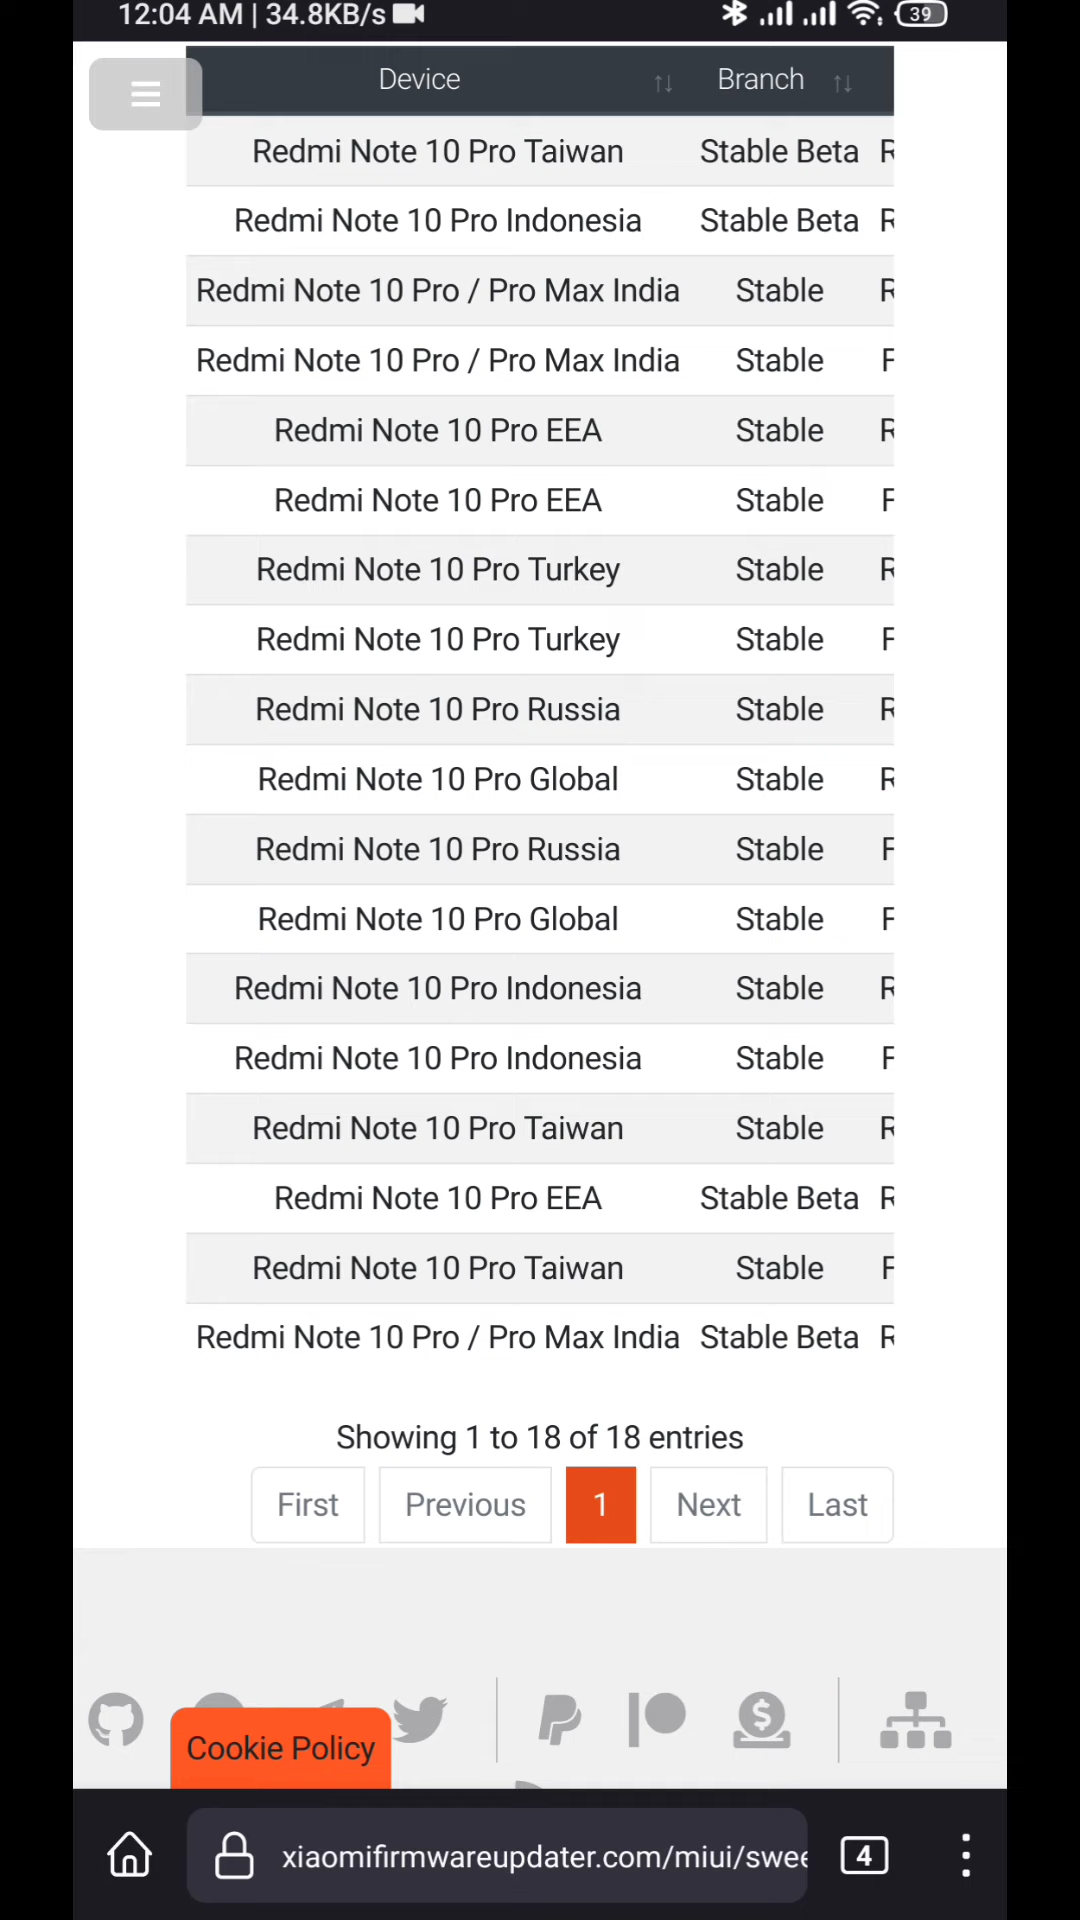 12:04 AM | 34.8KB/s
39
Device Branch
Redmi Note 10 Pro Taiwan Stable Beta R
Redmi Note 10 Pro Indonesia Stable Beta R
Redmi Note 10 Pro / Pro Max India Stable R
Redmi Note 10 Pro / Pro Max India Stable F
Redmi Note 10 Pro EEA Stable R
Redmi Note 10 Pro EEA Stable F
Redmi Note 10 Pro Turkey Stable R
Redmi Note 10 Pro Turkey Stable F
Redmi Note 10 Pro Russia Stable R
Redmi Note 10 Pro Global Stable R
Redmi Note 10 Pro Russia Stable F
Redmi Note 10 Pro Global Stable F
Redmi Note 10 Pro Indonesia Stable R
Redmi Note 10 Pro Indonesia Stable F
Redmi Note 10 Pro Taiwan Stable R
Redmi Note 10 Pro EEA Stable Beta R
Redmi Note 10 Pro Taiwan Stable F
Redmi Note 10 Pro / Pro Max India Stable Beta R
Showing 1 to 18 of 18 entries
First Previous 1 Next Last
Cookie Policy
xiaomifirmwareupdater.com/miui/swee
4